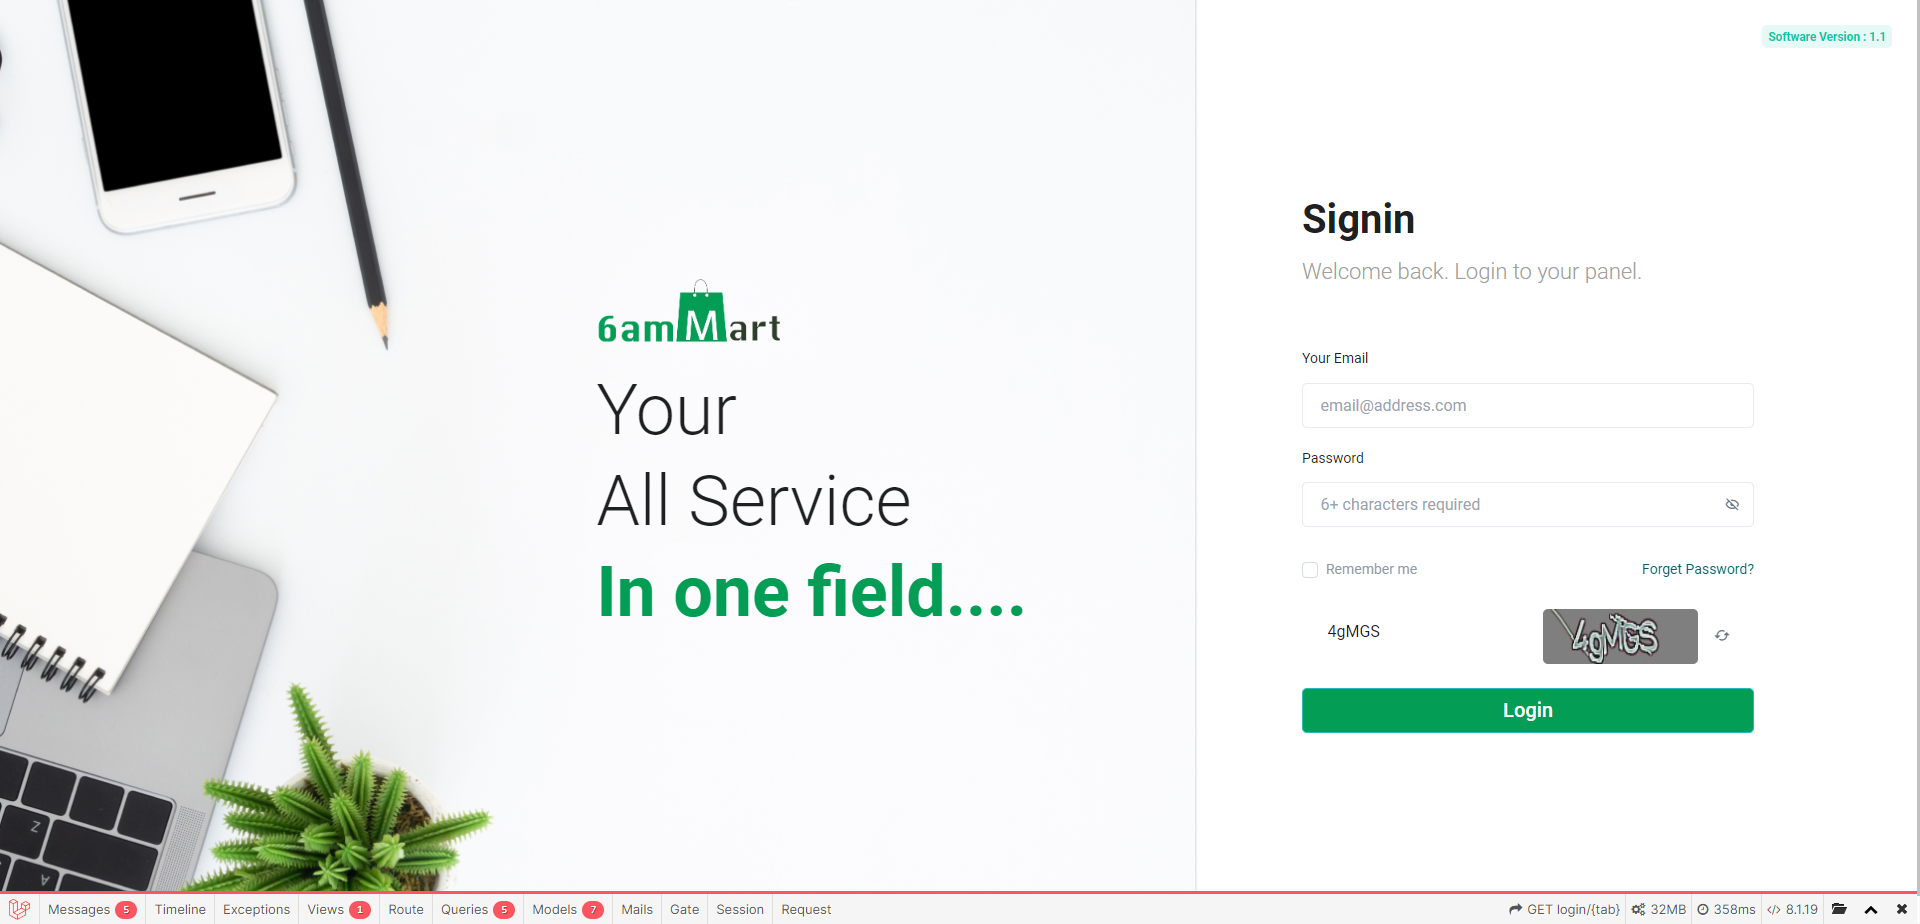 Software Version : 1.1
6amMart
Your
All Service
In one field....
Signin
Welcome back. Login to your panel.
Your Email
email@address.com
Password
6+ characters required
Remember me
Forget Password?
4gMGS
4gMGS
Login
Z
A
Messages 5 Timeline Exceptions Views 1 Route Queries 5 Models 7 Mails Gate Session Request GET login/{tab} 32MB 358ms </> 8.1.19